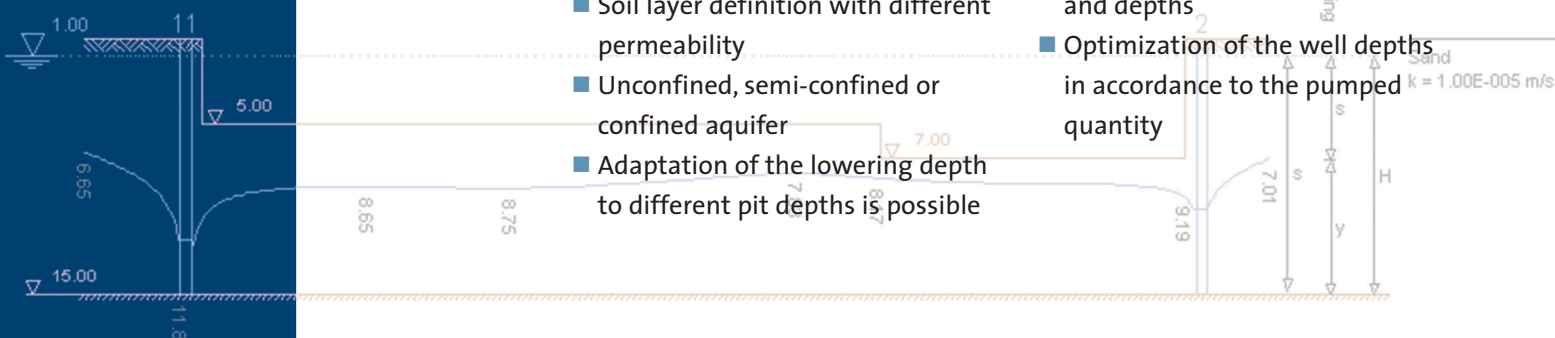 Soil layer definition with different
permeability
Unconfined, semi-confined or
confined aquifer
Adaptation of the lowering depth
to different pit depths is possible
and depths
Optimization of the well depths
in accordance to the pumped
quantity
1.00
11
5.00
6.65
15.00
8.65
8.75
7.00
2
9.19
7.01
Sand
k = 1.00E-005 m/s
s
s
y
H